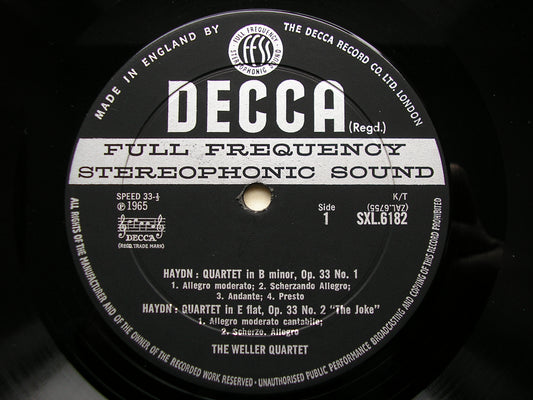 MADE IN ENGLAND BY
THE DECCA RECORD CO. LTD. LONDON.
FULL FREQUENCY
FFSS
STEREOPHONIC SOUND
DECCA (Regd.)
FULL FREQUENCY
STEREOPHONIC SOUND
SPEED 33-⅓
℗1965
DECCA
(REGD. TRADE MARK)
K/T
(ZAL.6755)
Side
1 SXL.6182
HAYDN: QUARTET in B minor, Op. 33 No. 1
1. Allegro moderato; 2. Scherzando Allegro;
3. Andante; 4. Presto
HAYDN: QUARTET in E flat, Op. 33 No. 2 "The Joke"
1. Allegro moderato cantabile;
2. Scherzo. Allegro
THE WELLER QUARTET
ALL RIGHTS OF THE MANUFACTURER AND OF THE OWNER OF THE RECORDED WORK RESERVED · UNAUTHORISED PUBLIC PERFORMANCE BROADCASTING AND COPYING OF THIS RECORD PROHIBITED